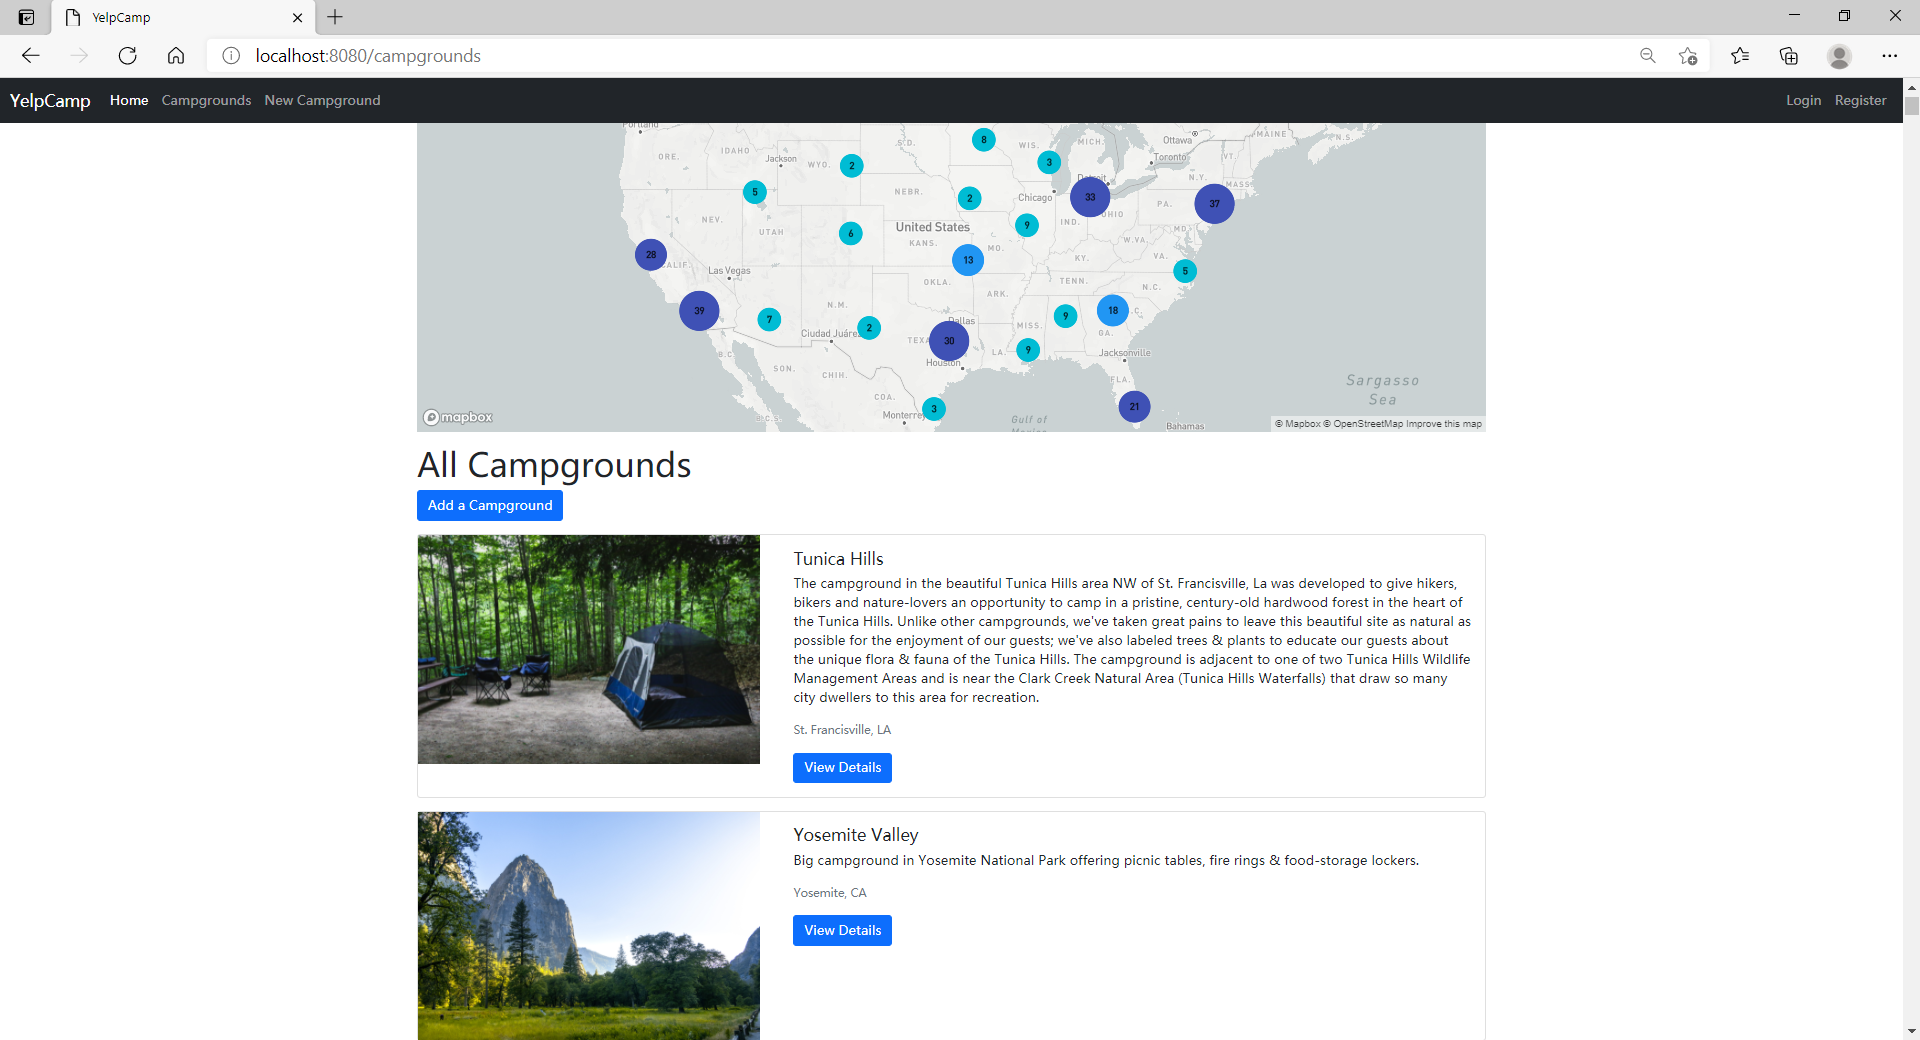 YelpCamp
localhost:8080/campgrounds
YelpCamp Home Campgrounds New Campground Login Register
Portland
ORE.
IDAHO
Jackson
WYO.
S.D.
WIS.
MICH.
Ottawa
MAINE
N.S.
Toronto
VT.
N.Y.
MASS.
Detroit
Chicago
NEBR.
NEV.
UTAH
United States
KANS.
MO.
IND.
OHIO
PA.
MD.
W.VA.
VA.
KY.
CALIF.
Las Vegas
OKLA.
ARK.
TENN.
N.C.
S.C.
N.M.
Ciudad Juárez
Dallas
TEXAS
MISS.
GA.
LA.
Houston
Jacksonville
FLA.
B.C.
SON.
CHIH.
COA.
B.C.S.
Monterrey
Gulf of
Mexico
Bahamas
Sargasso
Sea
8
2
3
5
2
33
37
6
9
28
13
5
39
7
2
30
9
18
9
3
21
mapbox
© Mapbox © OpenStreetMap Improve this map
All Campgrounds
Add a Campground
Tunica Hills
The campground in the beautiful Tunica Hills area NW of St. Francisville, La was developed to give hikers,
bikers and nature-lovers an opportunity to camp in a pristine, century-old hardwood forest in the heart of
the Tunica Hills. Unlike other campgrounds, we've taken great pains to leave this beautiful site as natural as
possible for the enjoyment of our guests; we've also labeled trees & plants to educate our guests about
the unique flora & fauna of the Tunica Hills. The campground is adjacent to one of two Tunica Hills Wildlife
Management Areas and is near the Clark Creek Natural Area (Tunica Hills Waterfalls) that draw so many
city dwellers to this area for recreation.
St. Francisville, LA
View Details
Yosemite Valley
Big campground in Yosemite National Park offering picnic tables, fire rings & food-storage lockers.
Yosemite, CA
View Details